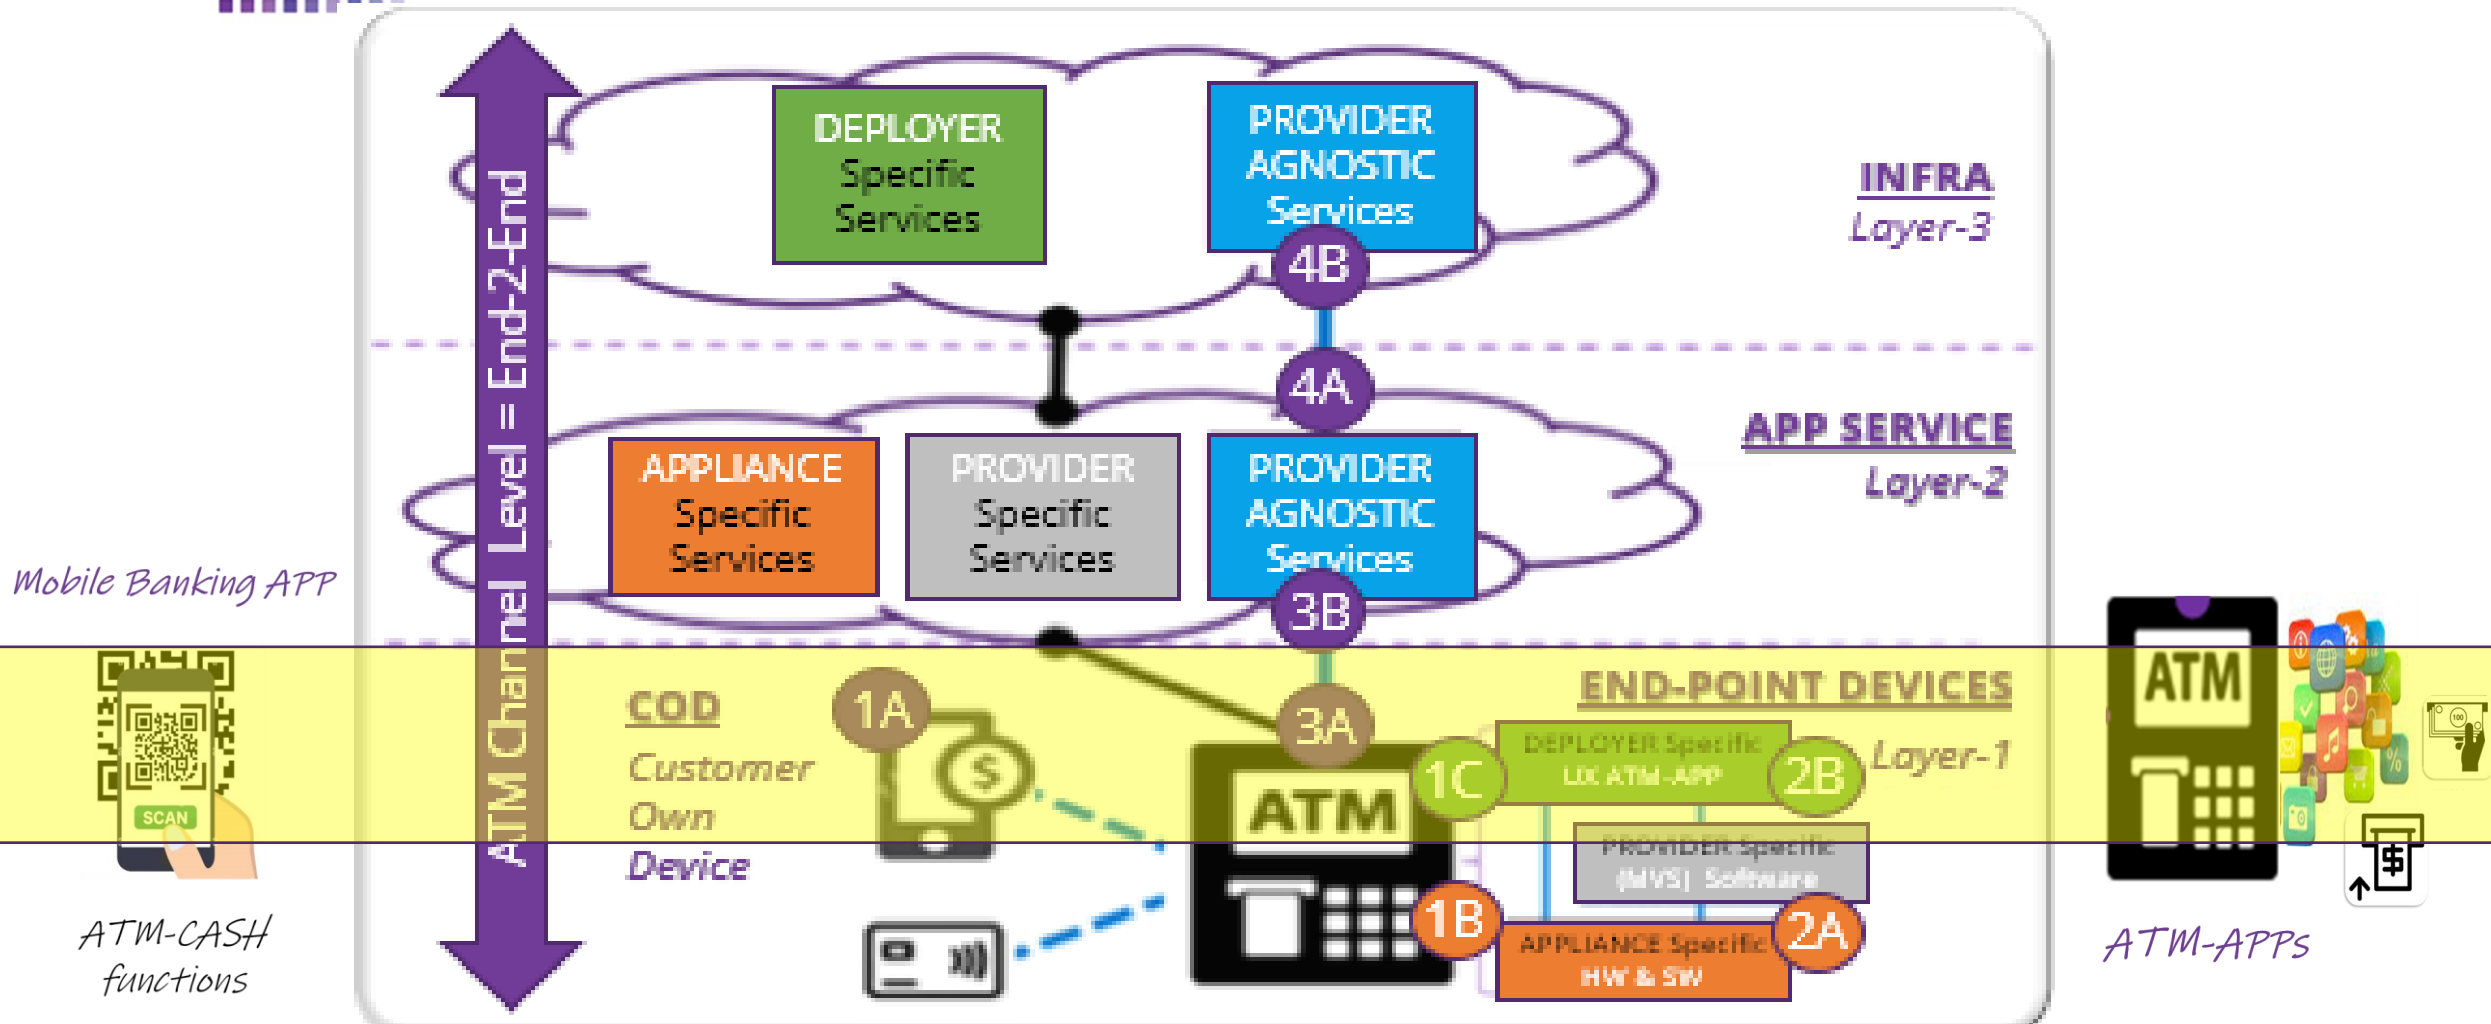 DEPLOYER
Specific
Services
PROVIDER
AGNOSTIC
Services
4B
INFRA
Layer-3
ATM Channel Level = End-2-End
4A
APP SERVICE
Layer-2
APPLIANCE
Specific
Services
PROVIDER
Specific
Services
PROVIDER
AGNOSTIC
Services
3B
Mobile Banking APP
SCAN
ATM-CASH
functions
COD
Customer
Own
Device
1A
$
3A
ATM
END-POINT DEVICES
Layer-1
1C
DEPLOYER Specific
UX ATM-APP
2B
PROVIDER Specific
(MVS) Software
1B
APPLIANCE Specific
HW & SW
2A
ATM
%
100
$
ATM-APPs